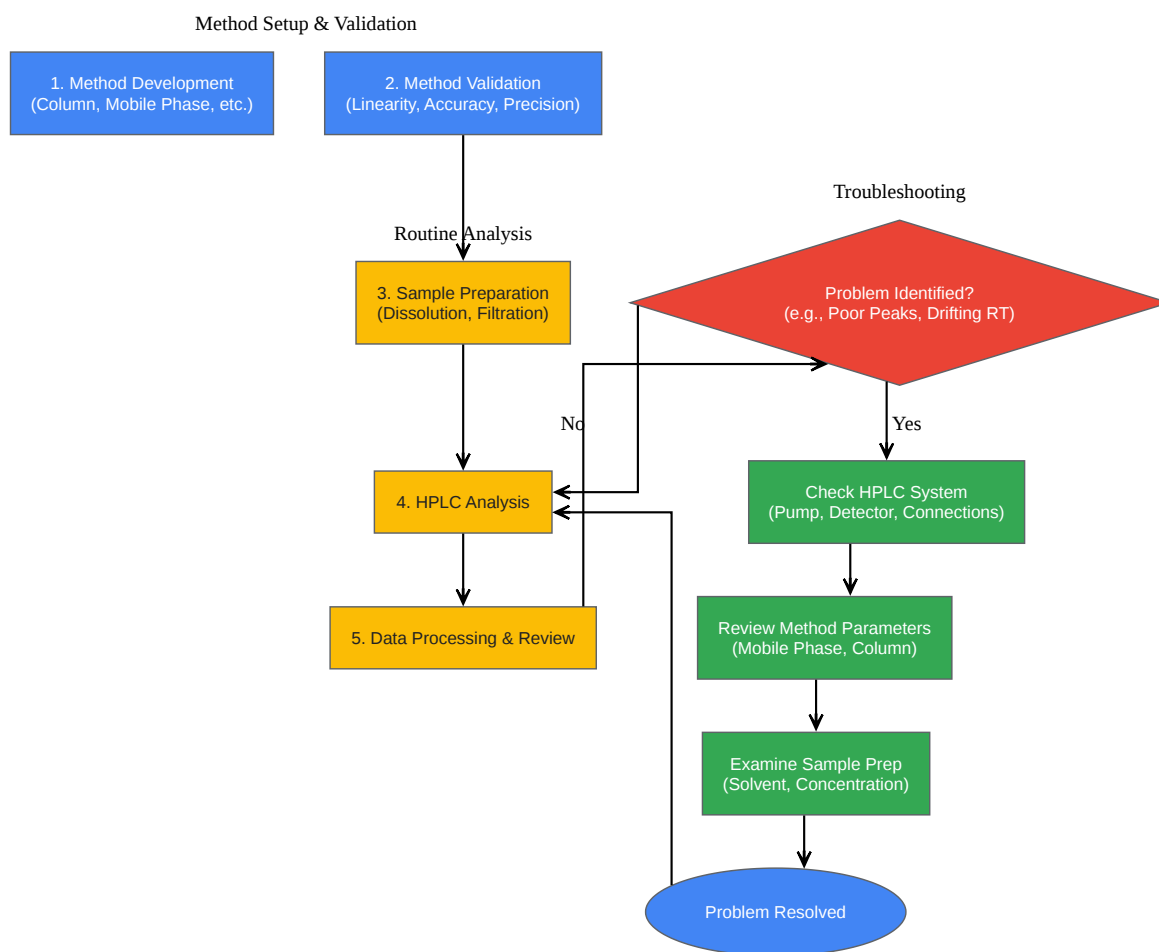 Method Setup & Validation
1. Method Development
(Column, Mobile Phase, etc.)
2. Method Validation
(Linearity, Accuracy, Precision)
Troubleshooting
Routine Analysis
Problem Identified?
(e.g., Poor Peaks, Drifting RT)
3. Sample Preparation
(Dissolution, Filtration)
No
Yes
4. HPLC Analysis
Check HPLC System
(Pump, Detector, Connections)
5. Data Processing & Review
Review Method Parameters
(Mobile Phase, Column)
Examine Sample Prep
(Solvent, Concentration)
Problem Resolved